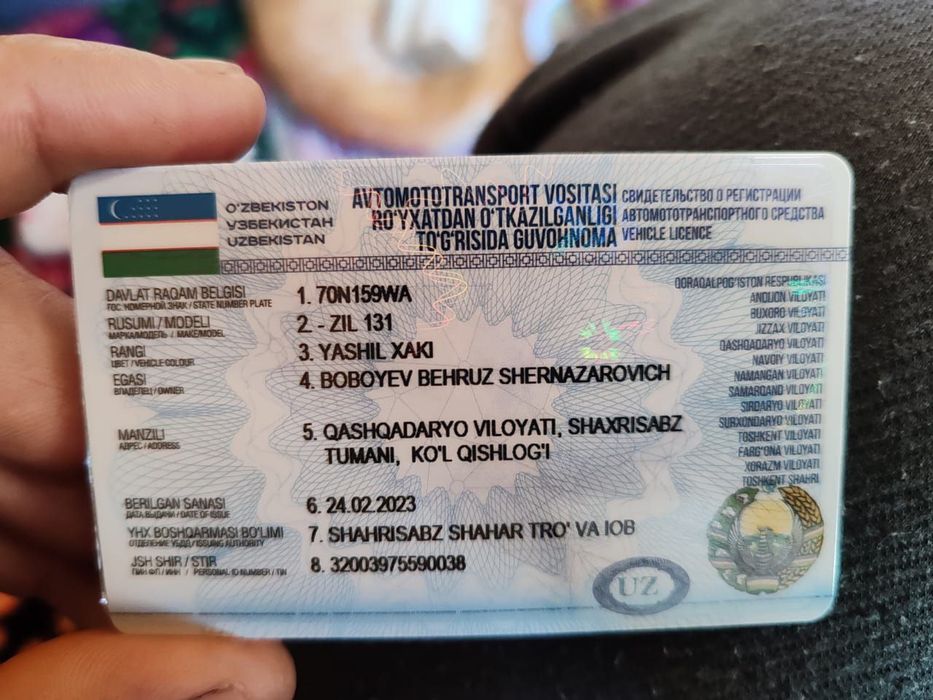 O'ZBEKISTON
УЗБЕКИСТАН
UZBEKISTAN
AVTOMOTOTRANSPORT VOSITASI
RO'YXATDAN O'TKAZILGANLIGI
TO'G'RISIDA GUVOHNOMA
СВИДЕТЕЛЬСТВО О РЕГИСТРАЦИИ
АВТОМОТОТРАНСПОРТНОГО СРЕДСТВА
VEHICLE LICENCE
DAVLAT RAQAM BELGISI 1. 70N159WA
ГОС. НОМЕРНОЙ ЗНАК / STATE NUMBER PLATE
RUSUMI / MODELI 2. - ZIL 131
МАРКА/МОДЕЛЬ / MAKE/MODEL
RANGI 3. YASHIL XAKI
ЦВЕТ / VEHICLE COLOUR
EGASI 4. BOBOYEV BEHRUZ SHERNAZAROVICH
ВЛАДЕЛЕЦ / OWNER
MANZILI 5. QASHQADARYO VILOYATI, SHAXRISABZ
АДРЕС / ADDRESS
TUMANI, KO'L QISHLOG'I
BERILGAN SANASI 6. 24.02.2023
ДАТА ВЫДАЧИ / DATE OF ISSUE
YHX BOSHQARMASI BO'LIMI 7. SHAHRISABZ SHAHAR TRO' VA IOB
ОТДЕЛЕНИЕ УБДД / ISSUING AUTHORITY
JSH SHIR / STIR 8. 32003975590038
ПИНФЛ / ИНН / PERSONAL ID NUMBER / TIN
QORAQALPOG'ISTON RESPUBLIKASI
ANDIJON VILOYATI
BUXORO VILOYATI
JIZZAX VILOYATI
QASHQADARYO VILOYATI
NAVOIY VILOYATI
NAMANGAN VILOYATI
SAMARQAND VILOYATI
SIRDARYO VILOYATI
SURXONDARYO VILOYATI
TOSHKENT VILOYATI
FARG'ONA VILOYATI
XORAZM VILOYATI
TOSHKENT SHAHRI
UZ